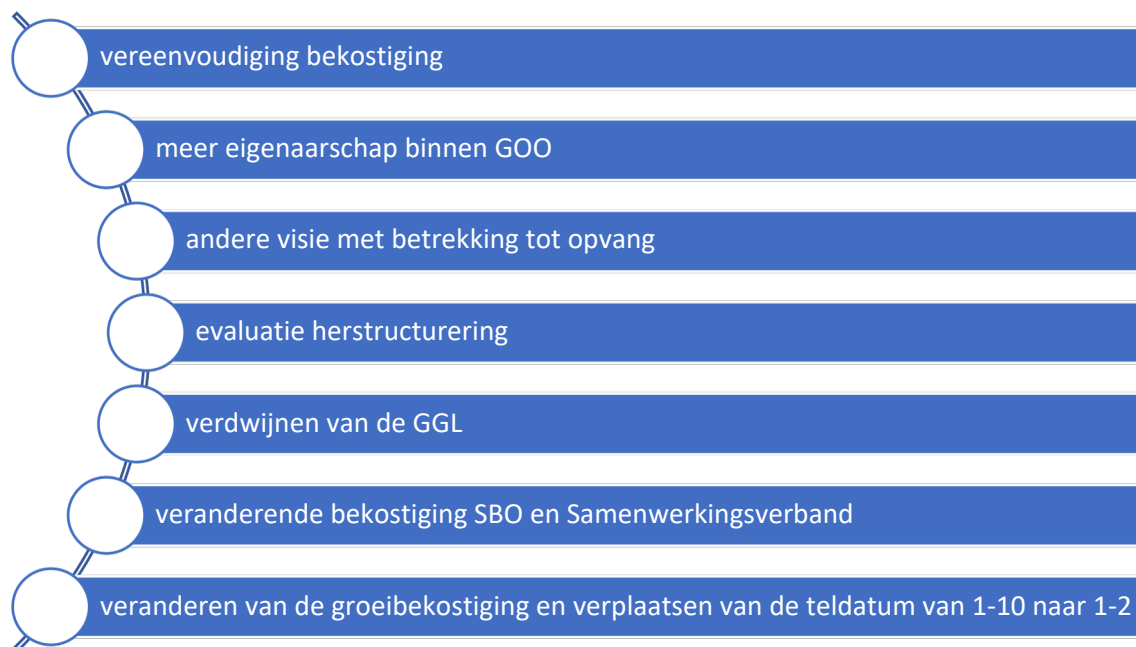 vereenvoudiging bekostiging
meer eigenaarschap binnen GOO
andere visie met betrekking tot opvang
evaluatie herstructurering
verdwijnen van de GGL
veranderende bekostiging SBO en Samenwerkingsverband
veranderen van de groeibekostiging en verplaatsen van de teldatum van 1-10 naar 1-2